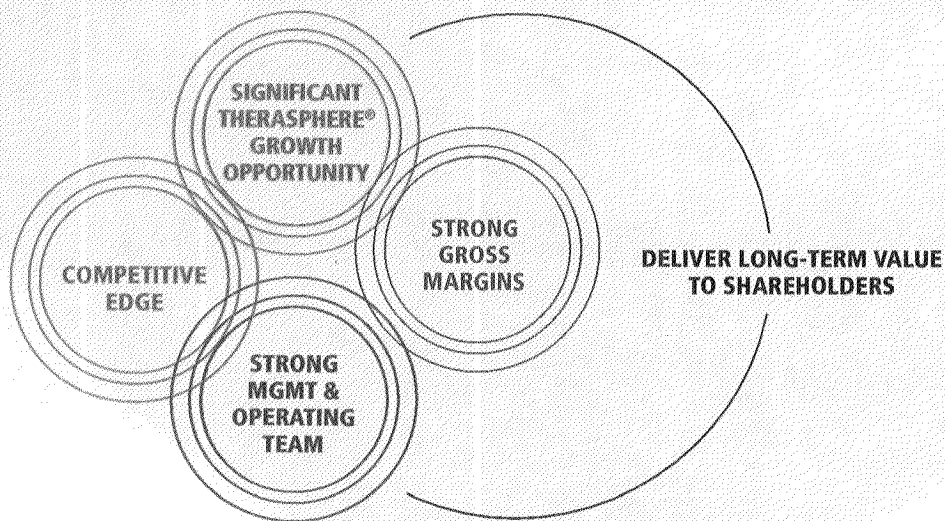 SIGNIFICANT
THERASPHERE®
GROWTH
OPPORTUNITY
STRONG
GROSS
MARGINS
COMPETITIVE
EDGE
STRONG
MGMT &
OPERATING
TEAM
DELIVER LONG-TERM VALUE
TO SHAREHOLDERS